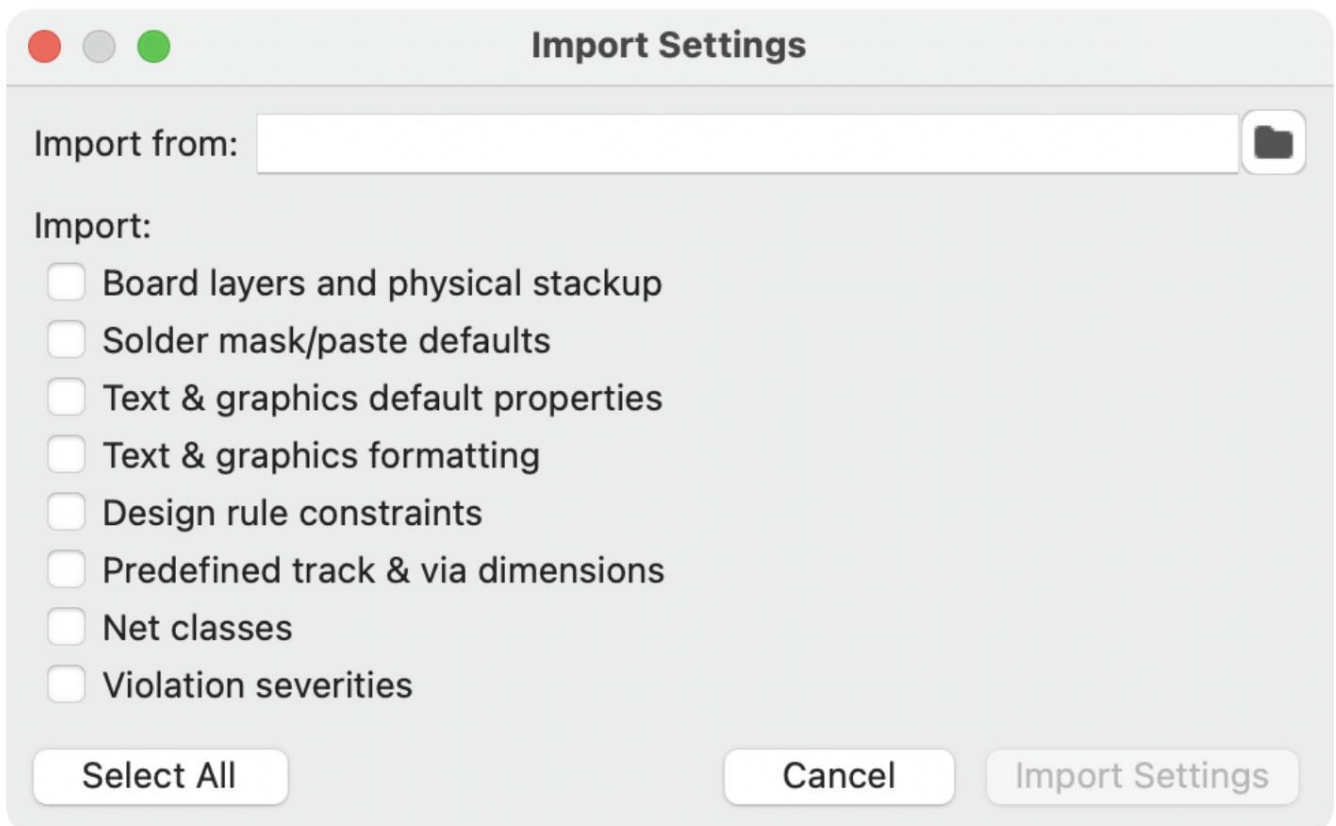 Import Settings
Import from:
Import:
Board layers and physical stackup
Solder mask/paste defaults
Text & graphics default properties
Text & graphics formatting
Design rule constraints
Predefined track & via dimensions
Net classes
Violation severities
Select All Cancel Import Settings